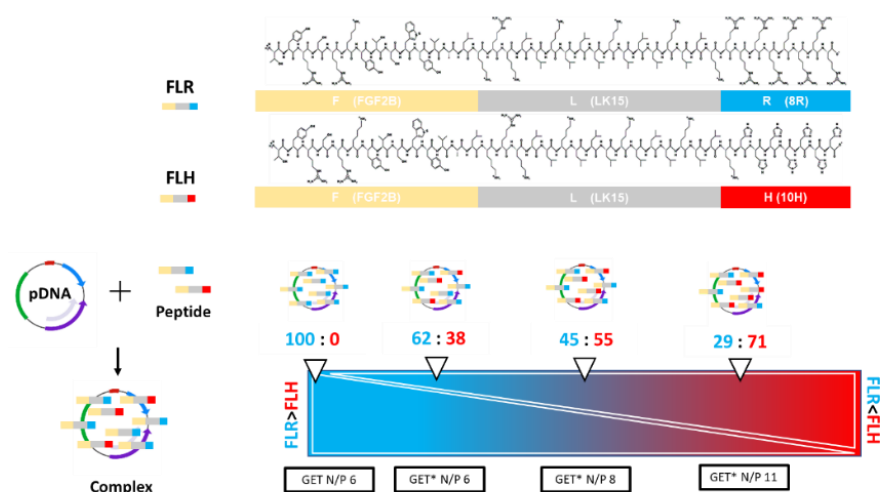 FLR
F (FGF2B) L (LK15) R (8R)
FLH
F (FGF2B) L (LK15) H (10H)
pDNA
Peptide
Complex
100 : 0 62 : 38 45 : 55 29 : 71
FLR>FLH
FLR<FLH
GET N/P 6 GET* N/P 6 GET* N/P 8 GET* N/P 11